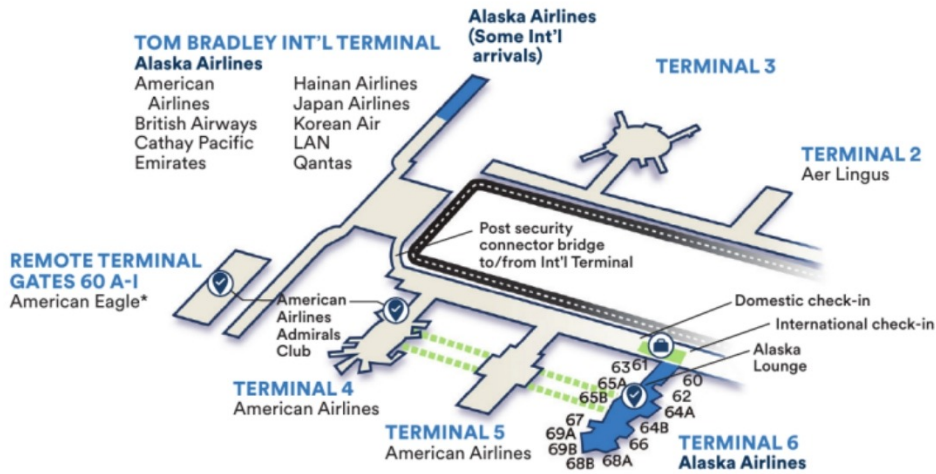 Alaska Airlines
(Some Int'l
arrivals)
TOM BRADLEY INT'L TERMINAL
Alaska Airlines
American
Airlines
British Airways
Cathay Pacific
Emirates
Hainan Airlines
Japan Airlines
Korean Air
LAN
Qantas
TERMINAL 3
TERMINAL 2
Aer Lingus
Post security
connector bridge
to/from Int'l Terminal
REMOTE TERMINAL
GATES 60 A-I
American Eagle*
American
Airlines
Admirals
Club
Domestic check-in
International check-in
Alaska
Lounge
TERMINAL 4
American Airlines
TERMINAL 5
American Airlines
63
61
65A
65B
67
69A
69B
68B
68A
66
64B
64A
62
60
TERMINAL 6
Alaska Airlines